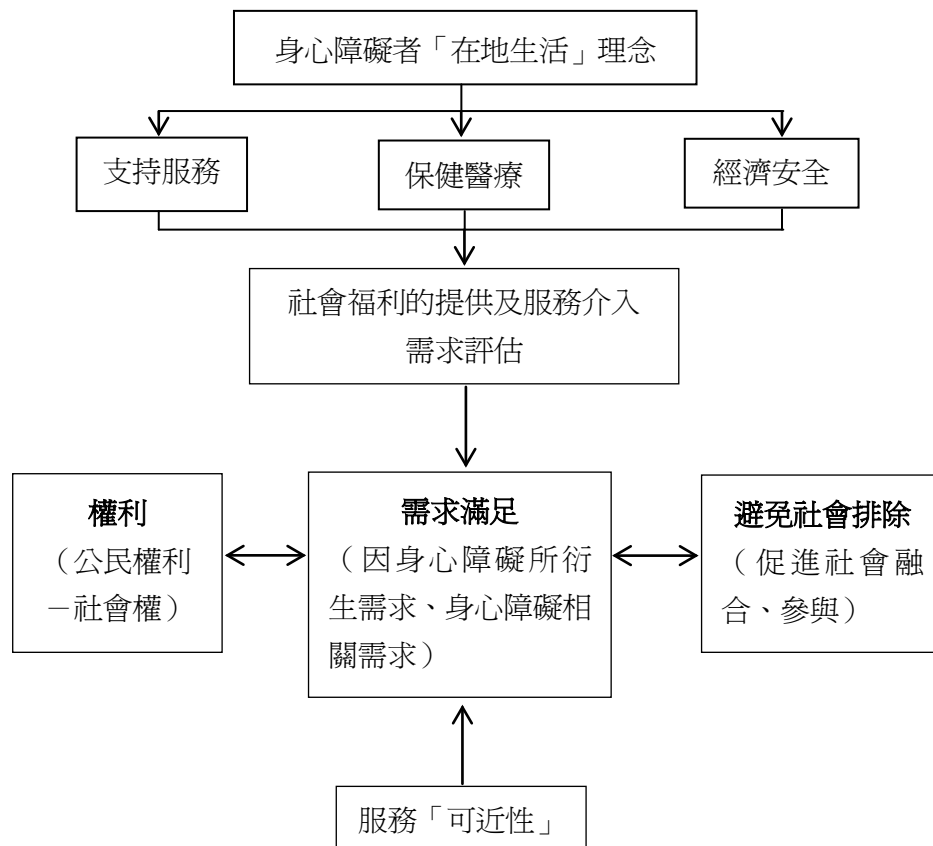 身心障礙者「在地生活」理念
支持服務
保健醫療
經濟安全
社會福利的提供及服務介入
需求評估
權利
（公民權利
－社會權）
需求滿足
（因身心障礙所衍
生需求、身心障礙相
關需求）
避免社會排除
（促進社會融
合、參與）
服務「可近性」